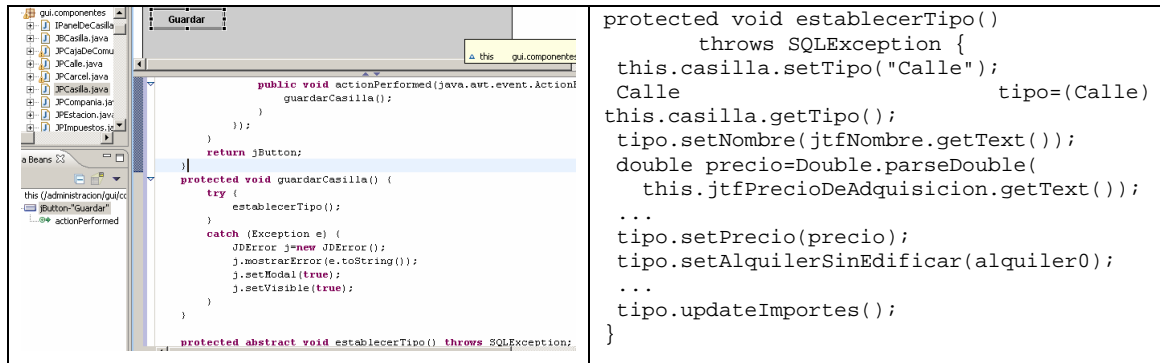 gui.componentes
IPanelDeCasilla
JBCasilla.java
JPCajaDeComu
JPCalle.java
JPCarcel.java
JPCasilla.java
JPCompania.ja
JPEstacion.java
JPImpuestos.ja
a Beans
this (/administracion/gui/co
jButton-"Guardar"
actionPerformed
Guardar
this gui.componentes
public void actionPerformed(java.awt.event.ActionE
guardarCasilla();
}
});
}
return jButton;
}
protected void guardarCasilla() {
try {
establecerTipo();
}
catch (Exception e) {
JDError j=new JDError();
j.mostrarError(e.toString());
j.setModal(true);
j.setVisible(true);
}
}
protected abstract void establecerTipo() throws SQLException;
protected void establecerTipo()
throws SQLException {
this.casilla.setTipo("Calle");
Calle tipo=(Calle)
this.casilla.getTipo();
tipo.setNombre(jtfNombre.getText());
double precio=Double.parseDouble(
this.jtfPrecioDeAdquisicion.getText());
...
tipo.setPrecio(precio);
tipo.setAlquilerSinEdificar(alquiler0);
...
tipo.updateImportes();
}